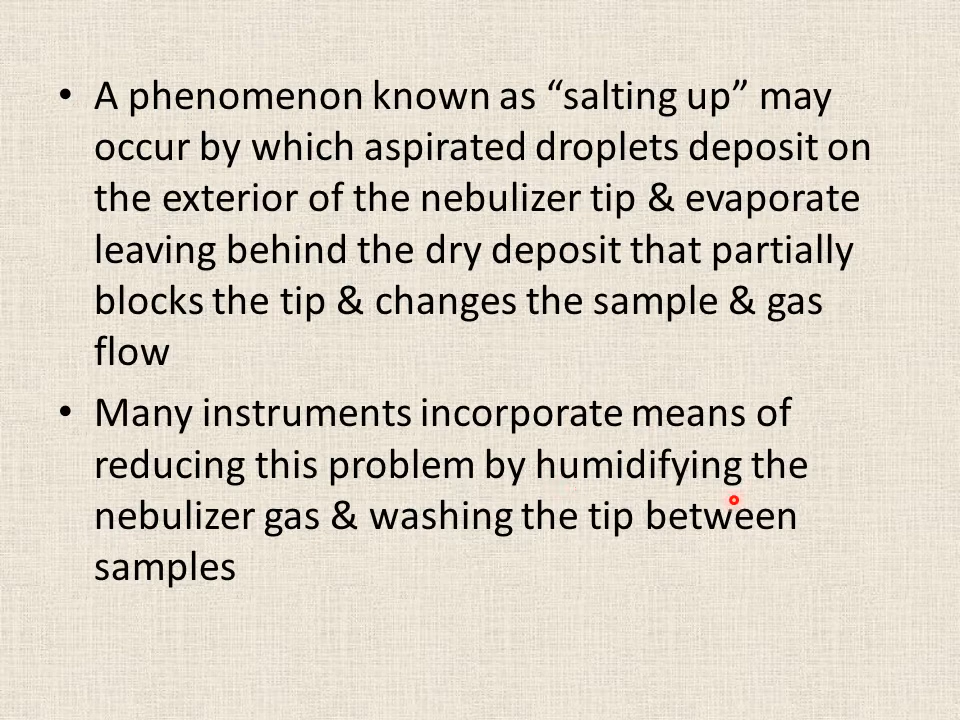 • A phenomenon known as “salting up” may
occur by which aspirated droplets deposit on
the exterior of the nebulizer tip & evaporate
leaving behind the dry deposit that partially
blocks the tip & changes the sample & gas
flow
• Many instruments incorporate means of
reducing this problem by humidifying the
nebulizer gas & washing the tip between
samples